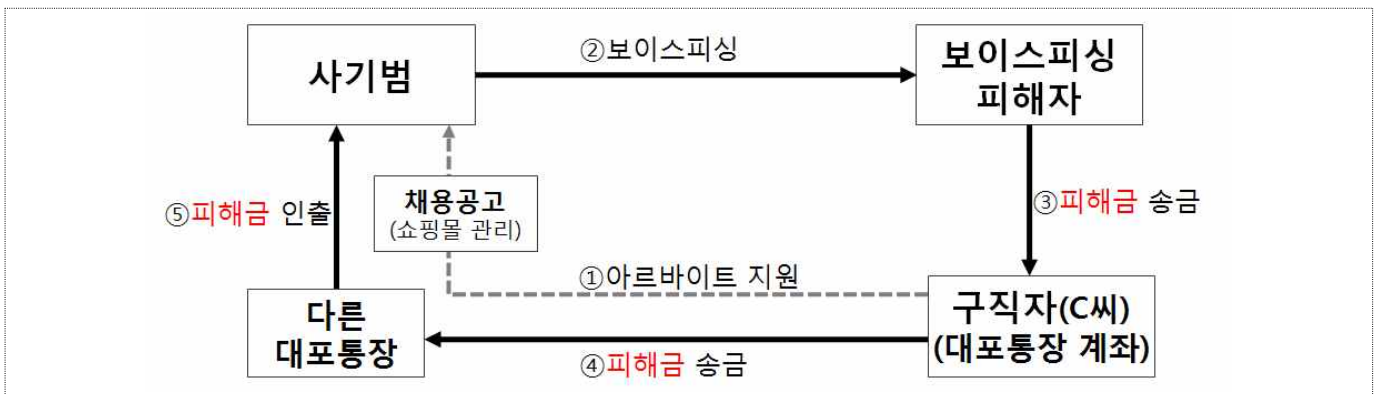 사기범
②보이스피싱
보이스피싱
피해자
채용공고
(쇼핑몰 관리)
⑤피해금 인출
③피해금 송금
①아르바이트 지원
다른
대포통장
구직자(C씨)
(대포통장 계좌)
④피해금 송금